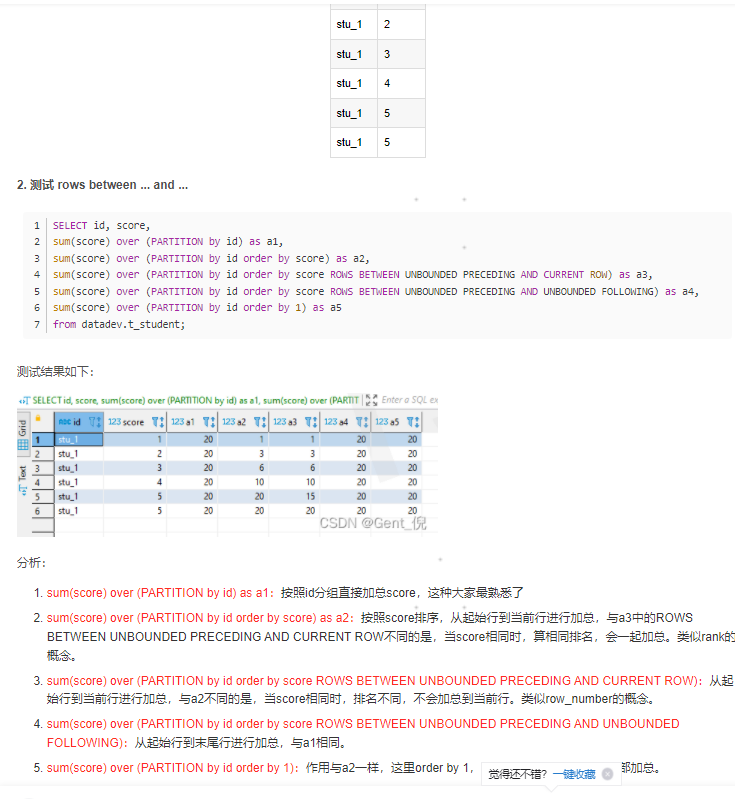 stu_1 2
stu_1 3
stu_1 4
stu_1 5
stu_1 5
2. 测试 rows between ... and ...
1 SELECT id, score,
2 sum(score) over (PARTITION by id) as a1,
3 sum(score) over (PARTITION by id order by score) as a2,
4 sum(score) over (PARTITION by id order by score ROWS BETWEEN UNBOUNDED PRECEDING AND CURRENT ROW) as a3,
5 sum(score) over (PARTITION by id order by score ROWS BETWEEN UNBOUNDED PRECEDING AND UNBOUNDED FOLLOWING) as a4,
6 sum(score) over (PARTITION by id order by 1) as a5
7 from datadev.t_student;
测试结果如下：
SELECT id, score, sum(score) over (PARTITION by id) as a1, sum(score) over (PARTIT Enter a SQL ex
Grid
Text
ABC id 123 score 123 a1 123 a2 123 a3 123 a4 123 a5
1 stu_1 1 20 1 1 20 20
2 stu_1 2 20 3 3 20 20
3 stu_1 3 20 6 6 20 20
4 stu_1 4 20 10 10 20 20
5 stu_1 5 20 20 15 20 20
6 stu_1 5 20 20 20 20 20
CSDN @Gent_倪
分析：
1. sum(score) over (PARTITION by id) as a1：按照id分组直接加总score，这种大家最熟悉了
2. sum(score) over (PARTITION by id order by score) as a2：按照score排序，从起始行到当前行进行加总，与a3中的ROWS
BETWEEN UNBOUNDED PRECEDING AND CURRENT ROW不同的是，当score相同时，算相同排名，会一起加总。类似rank的
概念。
3. sum(score) over (PARTITION by id order by score ROWS BETWEEN UNBOUNDED PRECEDING AND CURRENT ROW)：从起
始行到当前行进行加总，与a2不同的是，当score相同时，排名不同，不会加总到当前行。类似row_number的概念。
4. sum(score) over (PARTITION by id order by score ROWS BETWEEN UNBOUNDED PRECEDING AND UNBOUNDED
FOLLOWING)：从起始行到末尾行进行加总，与a1相同。
5. sum(score) over (PARTITION by id order by 1)：作用与a2一样，这里order by 1， 部加总。
觉得还不错? 一键收藏